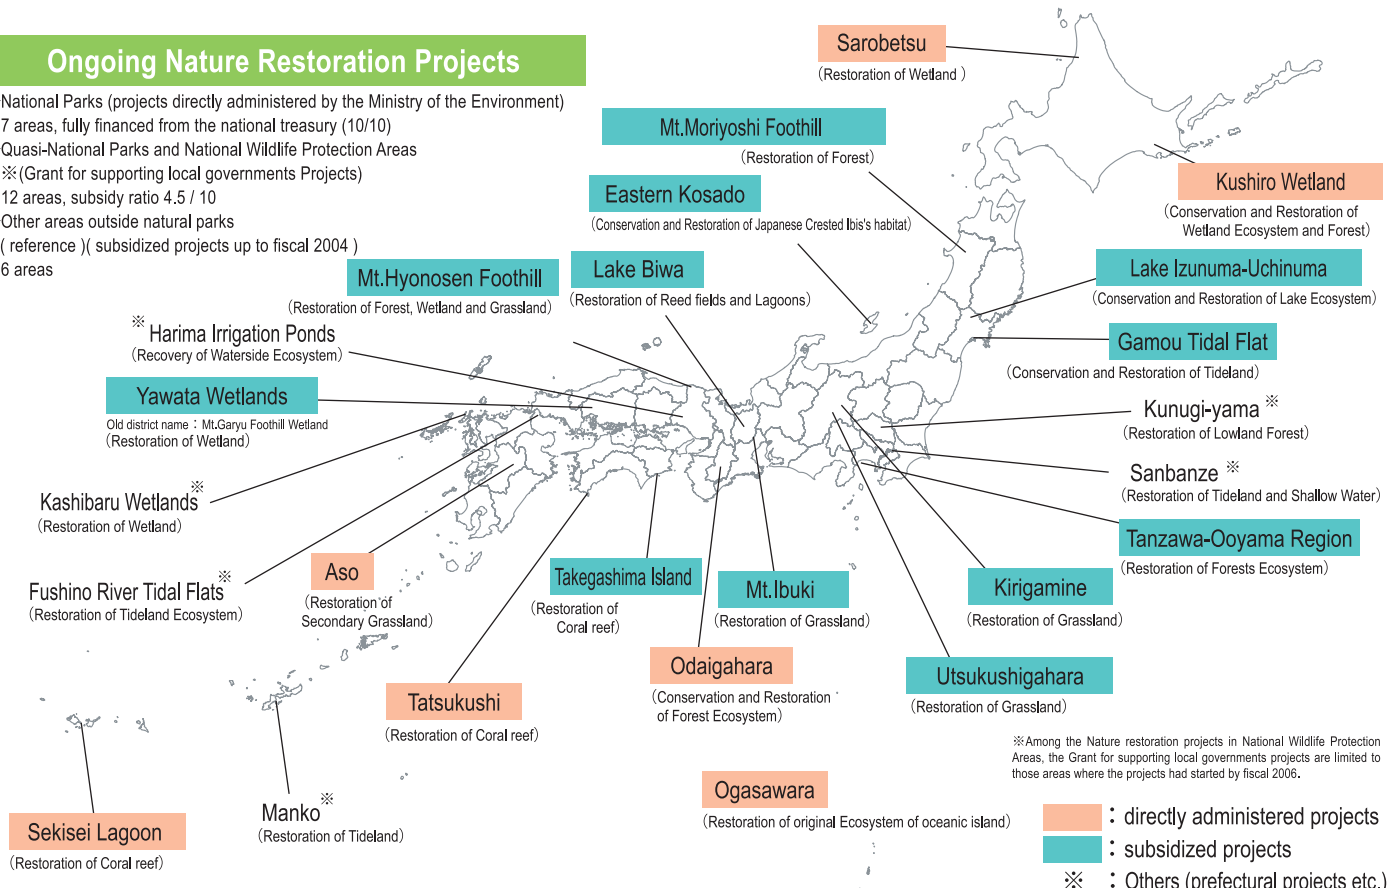 Ongoing Nature Restoration Projects
National Parks (projects directly administered by the Ministry of the Environment)
7 areas, fully financed from the national treasury (10/10)
Quasi-National Parks and National Wildlife Protection Areas
※(Grant for supporting local governments Projects)
12 areas, subsidy ratio 4.5 / 10
Other areas outside natural parks
( reference )( subsidized projects up to fiscal 2004 )
6 areas
Sarobetsu
(Restoration of Wetland )
Mt.Moriyoshi Foothill
(Restoration of Forest)
Kushiro Wetland
(Conservation and Restoration of
Wetland Ecosystem and Forest)
Eastern Kosado
(Conservation and Restoration of Japanese Crested Ibis's habitat)
Lake Biwa
(Restoration of Reed fields and Lagoons)
Mt.Hyonosen Foothill
(Restoration of Forest, Wetland and Grassland)
Lake Izunuma-Uchinuma
(Conservation and Restoration of Lake Ecosystem)
※ Harima Irrigation Ponds
(Recovery of Waterside Ecosystem)
Gamou Tidal Flat
(Conservation and Restoration of Tideland)
Yawata Wetlands
Old district name : Mt.Garyu Foothill Wetland
(Restoration of Wetland)
Kunugi-yama ※
(Restoration of Lowland Forest)
Sanbanze ※
(Restoration of Tideland and Shallow Water)
Kashibaru Wetlands※
(Restoration of Wetland)
Tanzawa-Ooyama Region
(Restoration of Forests Ecosystem)
Fushino River Tidal Flats※
(Restoration of Tideland Ecosystem)
Aso
(Restoration of
Secondary Grassland)
Takegashima Island
(Restoration of
Coral reef)
Mt.Ibuki
(Restoration of Grassland)
Kirigamine
(Restoration of Grassland)
Odaigahara
(Conservation and Restoration
of Forest Ecosystem)
Utsukushigahara
(Restoration of Grassland)
Tatsukushi
(Restoration of Coral reef)
※Among the Nature restoration projects in National Wildlife Protection
Areas, the Grant for supporting local governments projects are limited to
those areas where the projects had started by fiscal 2006.
Ogasawara
(Restoration of original Ecosystem of oceanic island)
Manko※
(Restoration of Tideland)
Sekisei Lagoon
(Restoration of Coral reef)
: directly administered projects
: subsidized projects
※ : Others (prefectural projects etc.)